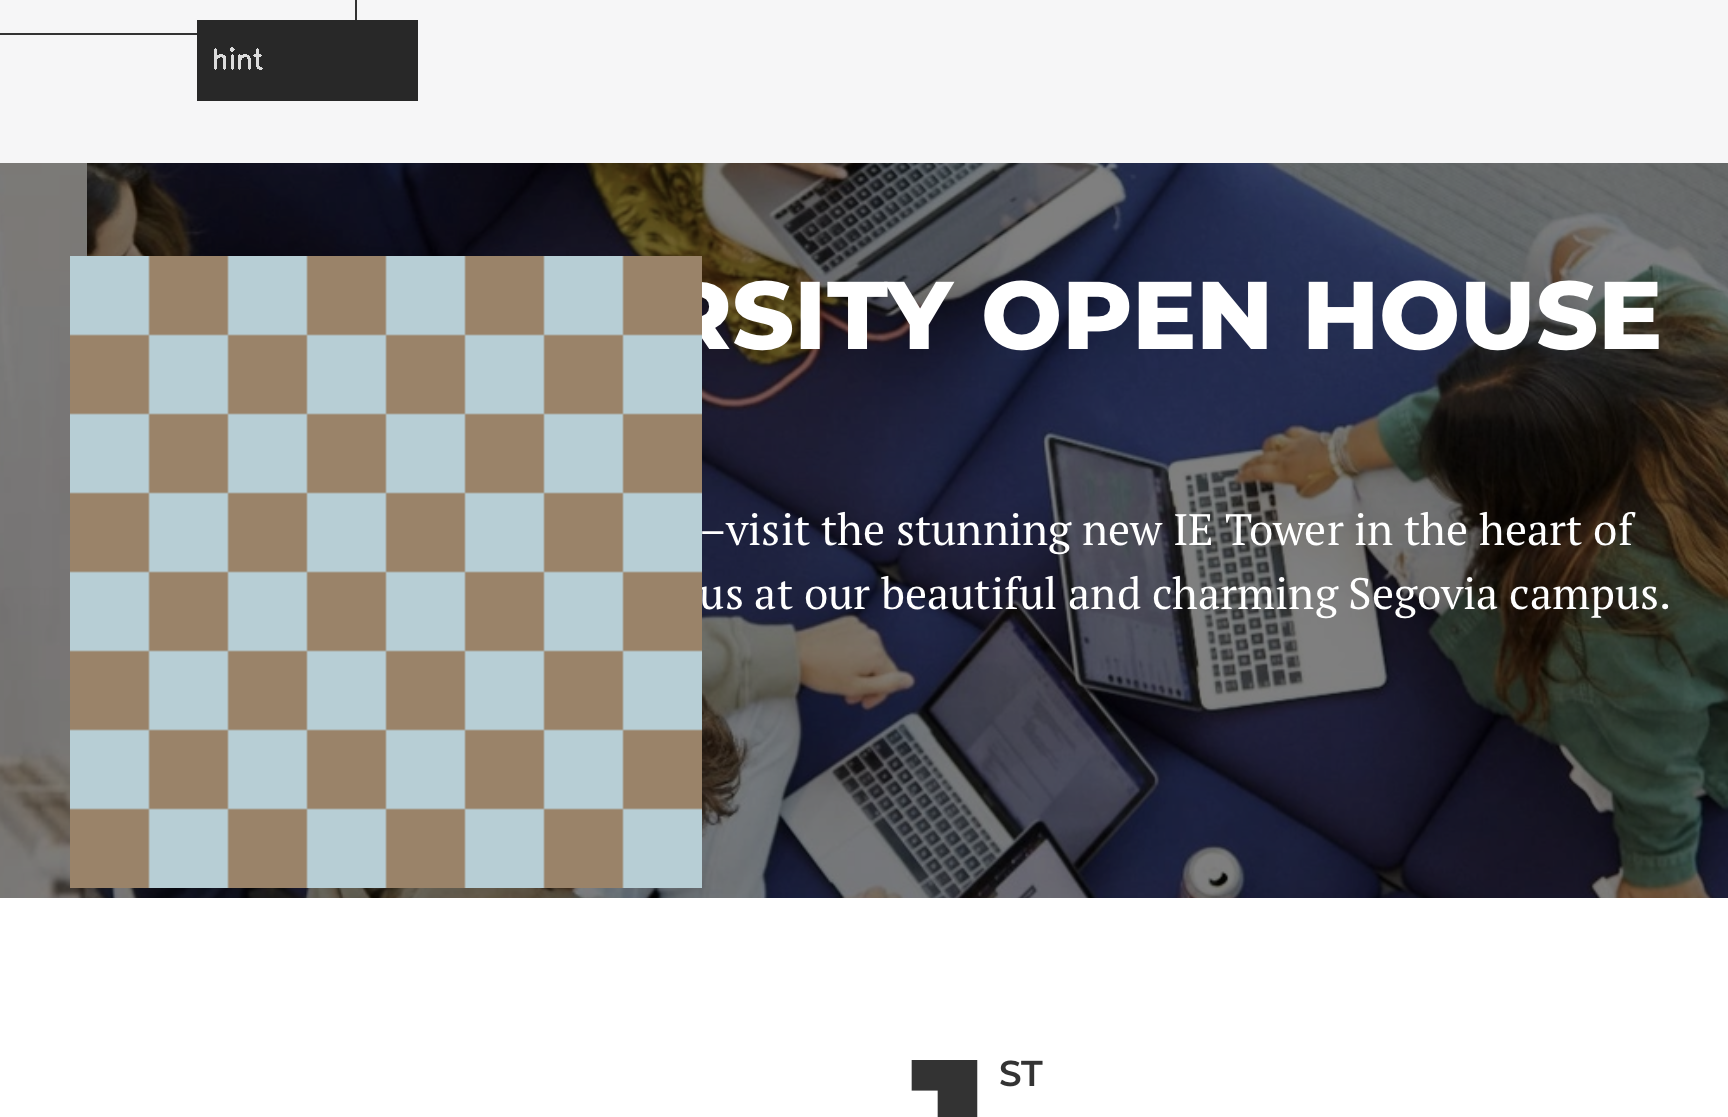 hint
RSITY OPEN HOUSE
–visit the stunning new IE Tower in the heart of
us at our beautiful and charming Segovia campus.
1 ST